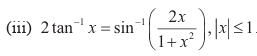 (iii) 2 tan⁻¹ x = sin⁻¹ (2x / (1 + x²)), |x| ≤ 1.